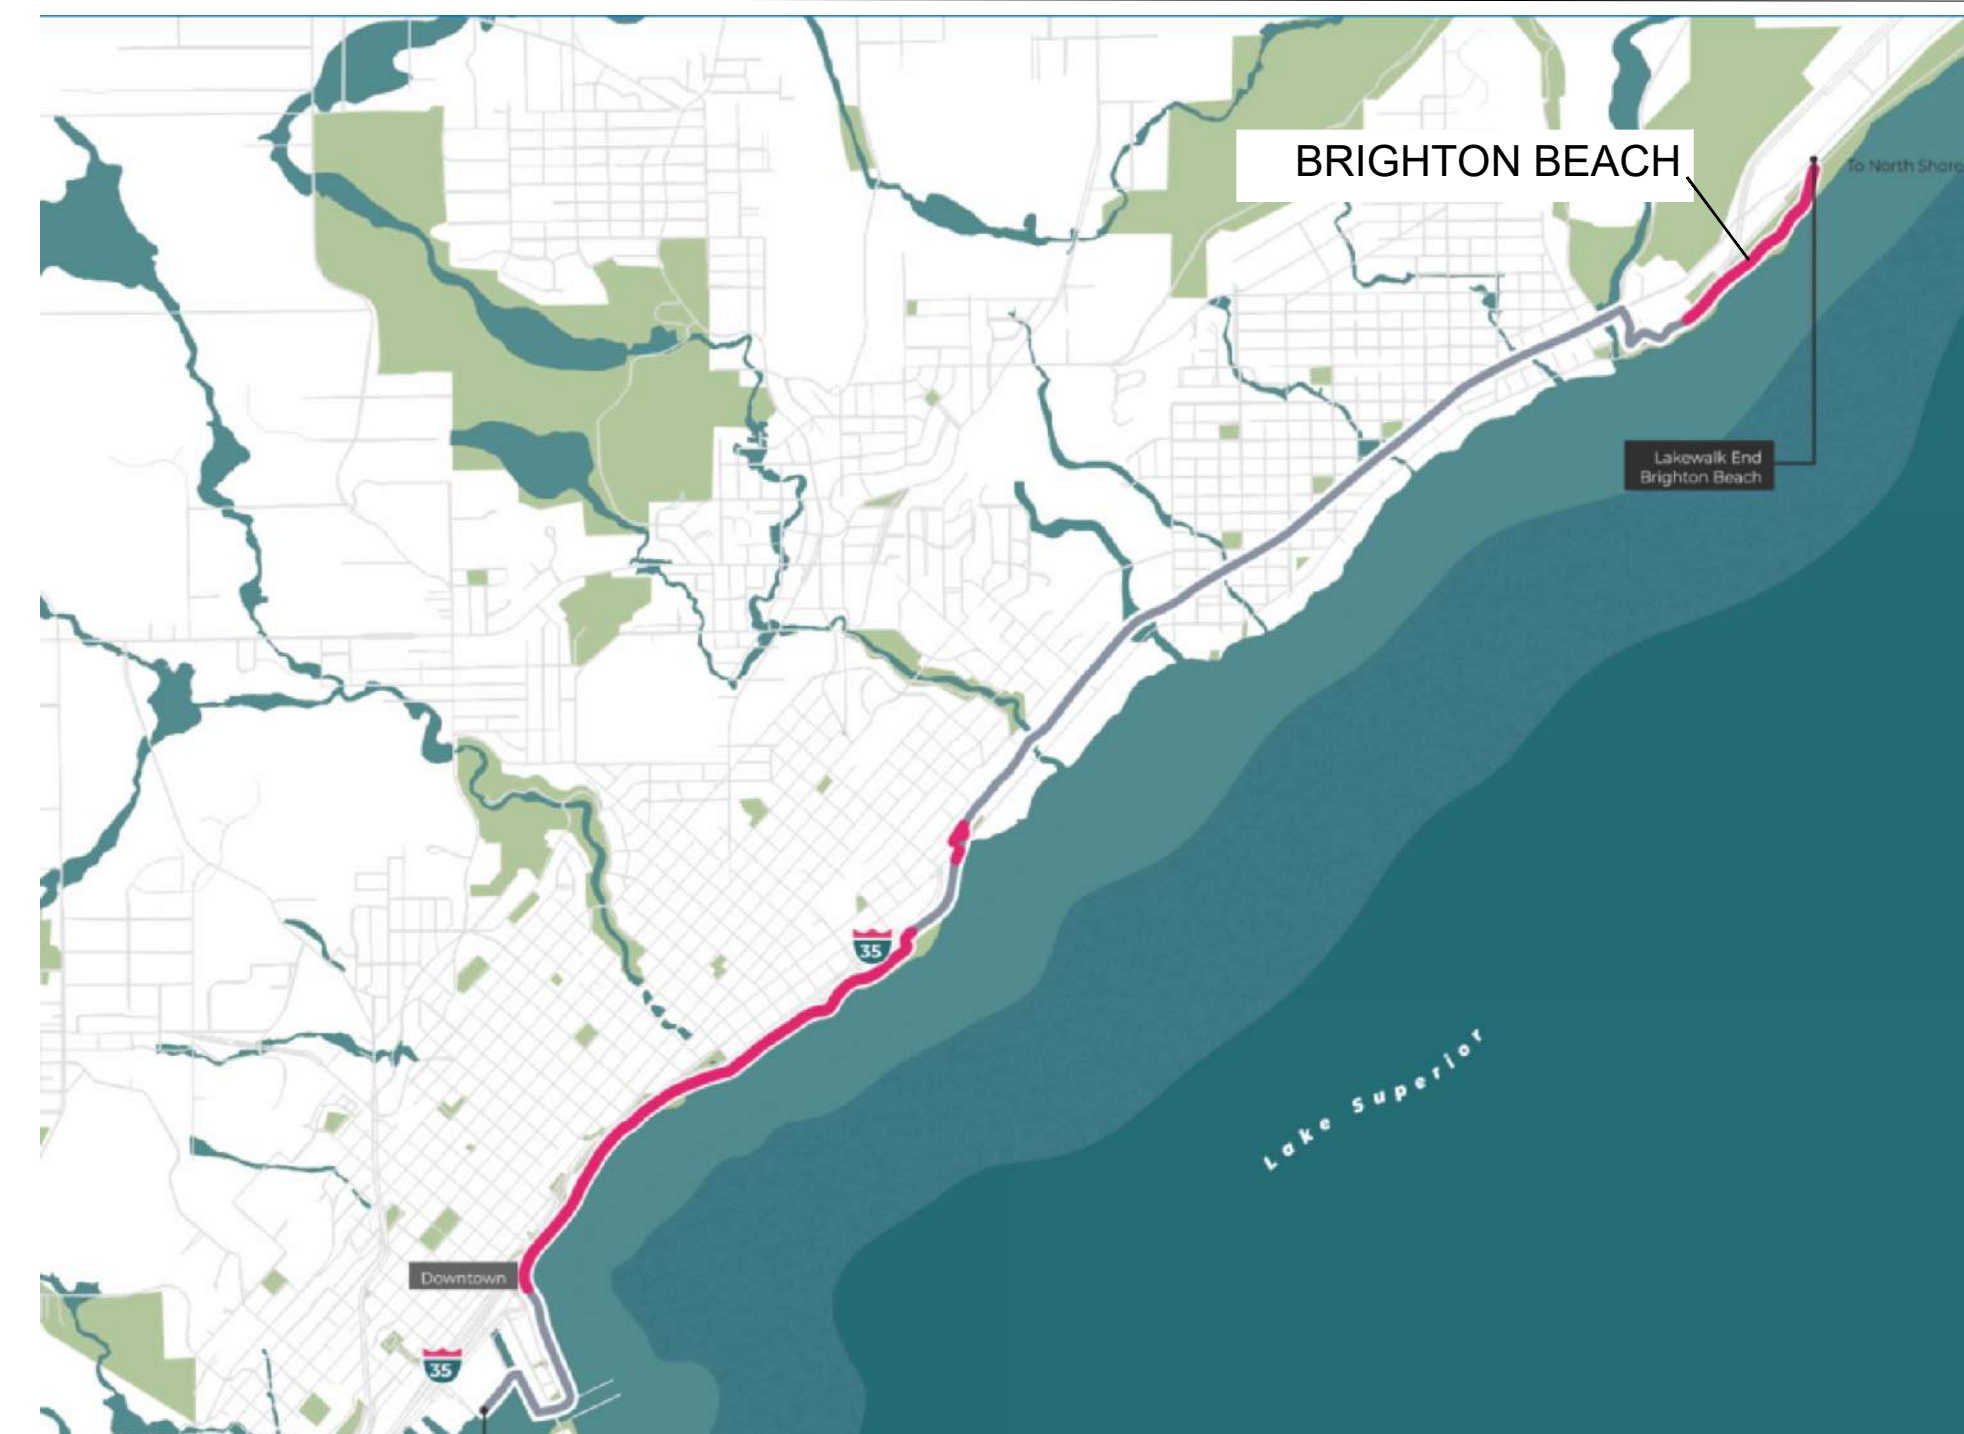 BRIGHTON BEACH
To North Shore
Lakewalk End
Brighton Beach
35
Lake Superior
Downtown
35